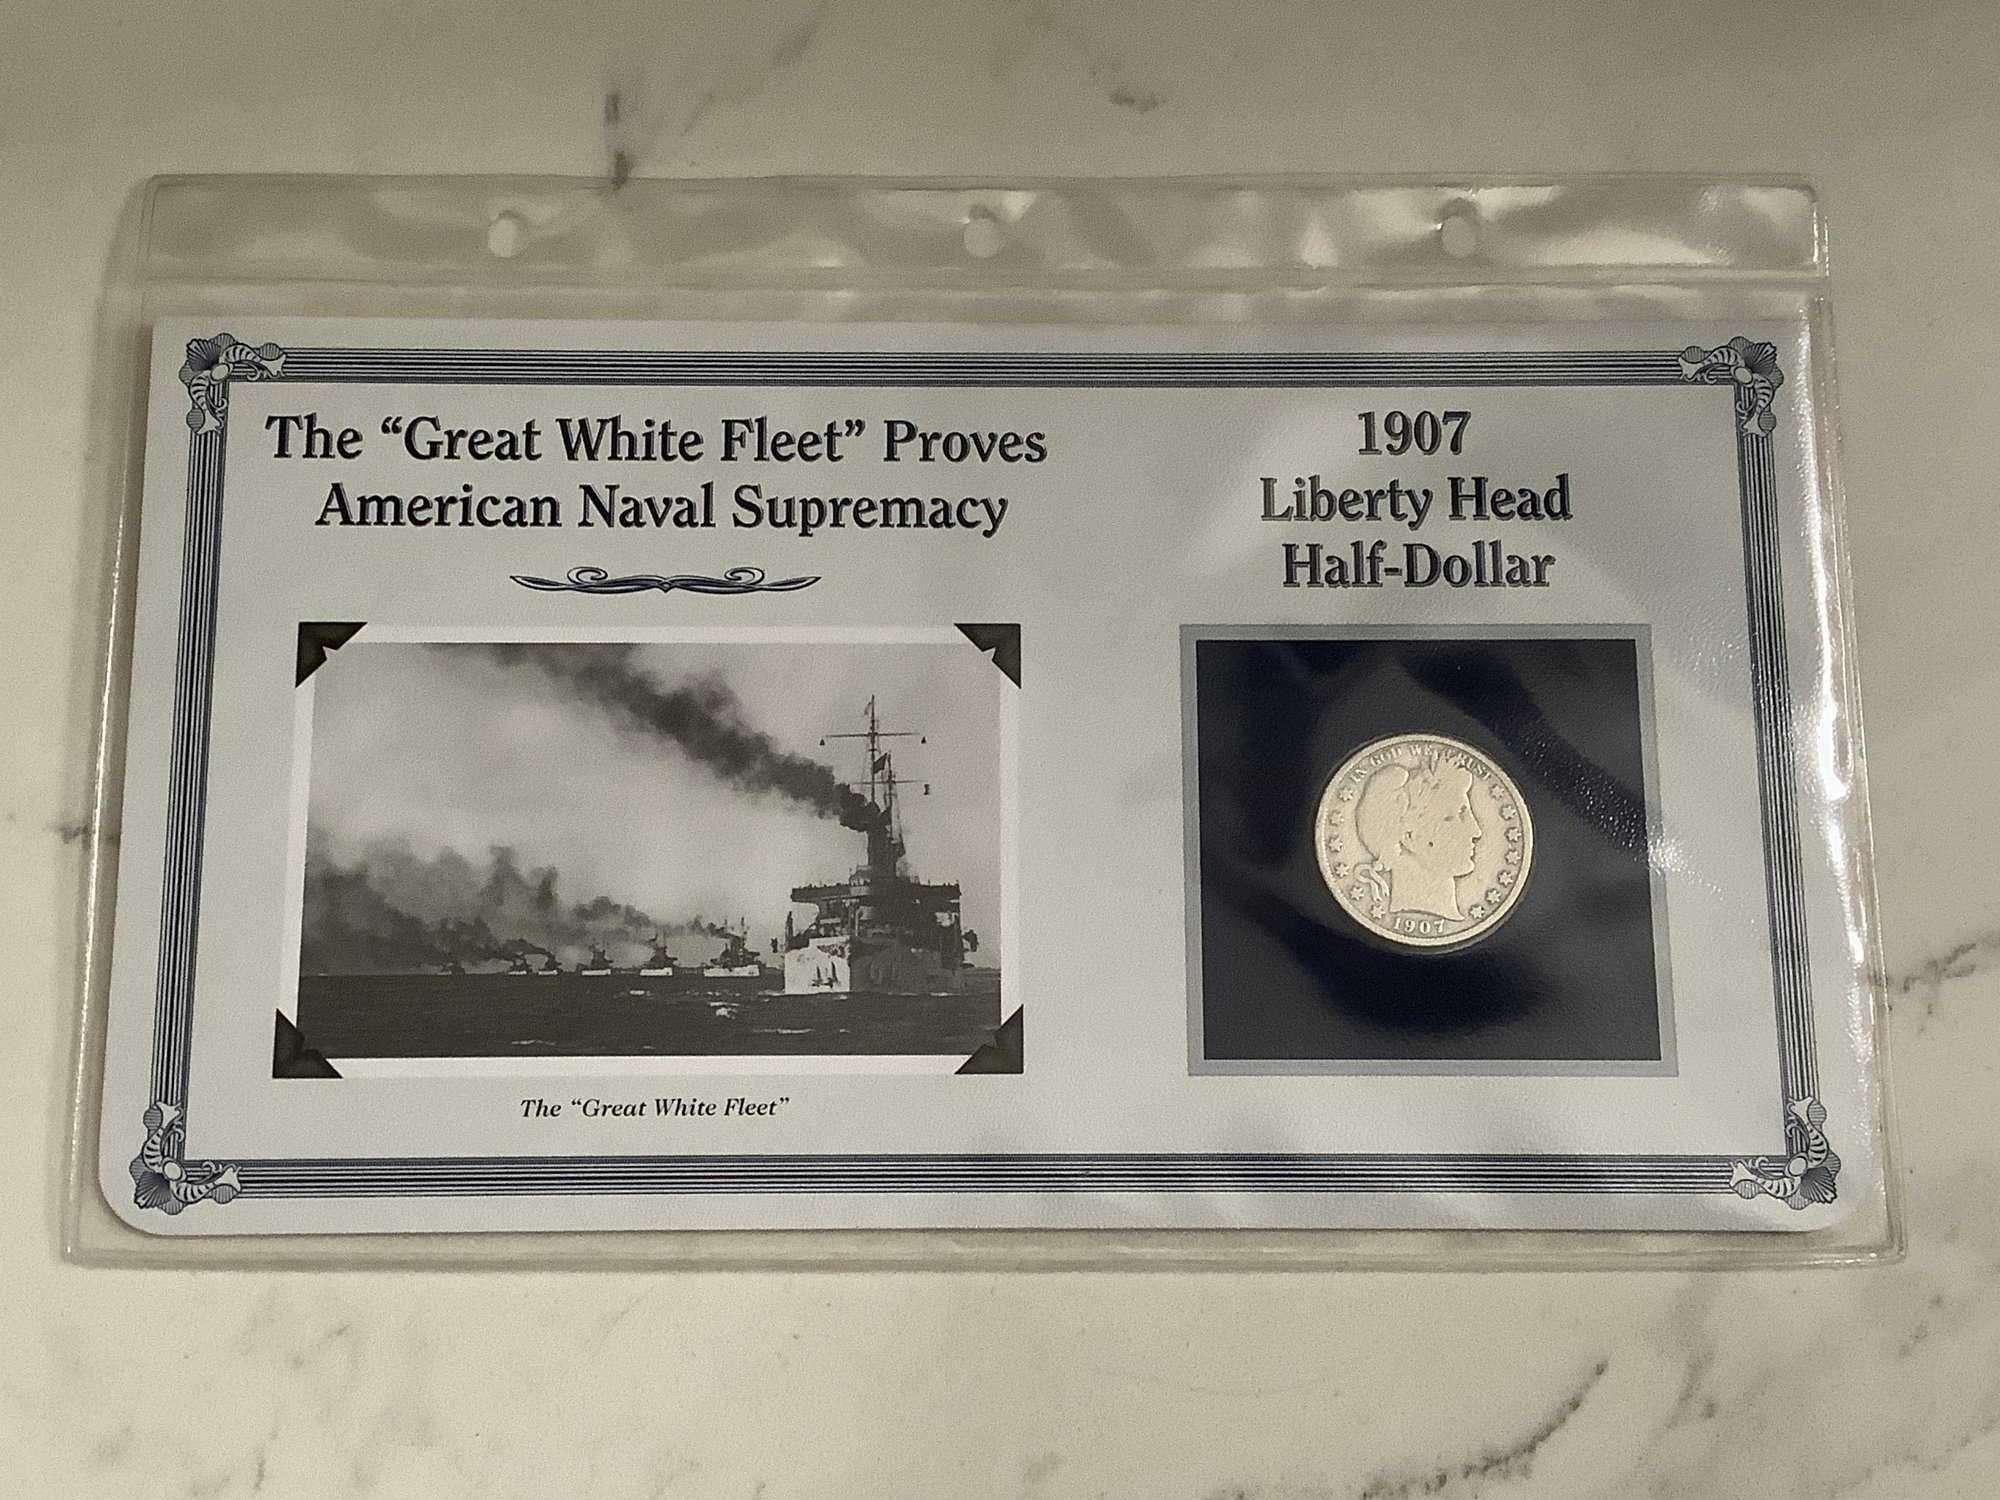 The “Great White Fleet” Proves
American Naval Supremacy
The “Great White Fleet”
1907
Liberty Head
Half-Dollar
IN GOD WE TRUST
1907